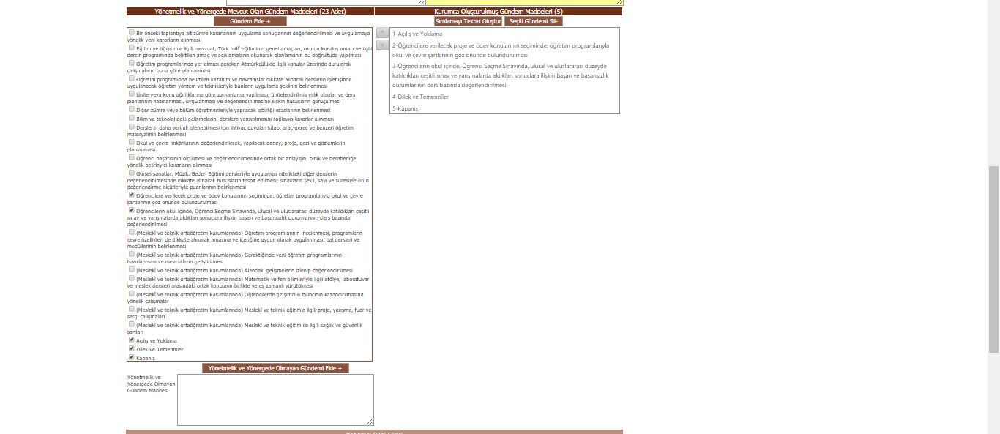 Yönetmelik ve Yönergede Mevcut Olan Gündem Maddeleri (23 Adet)
Gündem Ekle +
Bir önceki toplantıya ait zümre kararlarının uygulama sonuçlarının değerlendirilmesi ve uygulamaya
yönelik yeni kararların alınması
Eğitim ve öğretimle ilgili mevzuat, Türk millî eğitiminin genel amaçları, okulun kuruluş amacı ve ilgili
dersin programında belirtilen amaç ve açıklamaların okunarak planlamanın bu doğrultuda yapılması
Öğretim programlarında yer alması gereken Atatürkçülükle ilgili konular üzerinde durularak
çalışmaların buna göre planlanması
Öğretim programında belirtilen kazanım ve davranışlar dikkate alınarak derslerin işlenişinde
uygulanacak öğretim yöntem ve teknikleriyle bunların uygulama şeklinin belirlenmesi
Ünite veya konu ağırlıklarına göre zamanlama yapılması, ünitelendirilmiş yıllık planlar ve ders
planlarının hazırlanması, uygulanması ve değerlendirilmesine ilişkin hususların görüşülmesi
Diğer zümre veya bölüm öğretmenleriyle yapılacak işbirliği esaslarının belirlenmesi
Bilim ve teknolojideki gelişmelerin, derslere yansıtılmasını sağlayıcı kararlar alınması
Derslerin daha verimli işlenebilmesi için ihtiyaç duyulan kitap, araç-gereç ve benzeri öğretim
materyalinin belirlenmesi
Okul ve çevre imkânlarının değerlendirilerek, yapılacak deney, proje, gezi ve gözlemlerin
planlanması
Öğrenci başarısının ölçülmesi ve değerlendirilmesinde ortak bir anlayışın, birlik ve beraberliğe
yönelik belirleyici kararların alınması
Görsel sanatlar, Müzik, Beden Eğitimi dersleriyle uygulamalı nitelikteki diğer derslerin
değerlendirilmesinde dikkate alınacak hususların tespit edilmesi; sınavların şekil, sayı ve süresiyle ürün
değerlendirme ölçütleriyle puanlarının belirlenmesi
Öğrencilere verilecek proje ve ödev konularının seçiminde; öğretim programlarıyla okul ve çevre
şartlarının göz önünde bulundurulması
Öğrencilerin okul içinde, Öğrenci Seçme Sınavında, ulusal ve uluslararası düzeyde katıldıkları çeşitli
sınav ve yarışmalarda aldıkları sonuçlara ilişkin başarı ve başarısızlık durumlarının ders bazında
değerlendirilmesi
(Meslekî ve teknik ortaöğretim kurumlarında) Öğretim programlarının incelenmesi, programların
çevre özellikleri de dikkate alınarak amacına ve içeriğine uygun olarak uygulanması, dal dersleri ve
modüllerinin belirlenmesi
(Meslekî ve teknik ortaöğretim kurumlarında) Gerektiğinde yeni öğretim programlarının
hazırlanması ve mevcutların geliştirilmesi
(Meslekî ve teknik ortaöğretim kurumlarında) Alandaki gelişmelerin izlenip değerlendirilmesi
(Meslekî ve teknik ortaöğretim kurumlarında) Matematik ve fen bilimleriyle ilgili atölye, laboratuvar
ve meslek dersleri arasındaki ortak konuların birlikte ve eş zamanlı yürütülmesi
(Meslekî ve teknik ortaöğretim kurumlarında) Öğrencilerde girişimcilik bilincinin kazandırılmasına
yönelik çalışmalar
(Meslekî ve teknik ortaöğretim kurumlarında) Meslekî ve teknik eğitimle ilgili proje, yarışma, fuar ve
sergi çalışmaları
(Meslekî ve teknik ortaöğretim kurumlarında) Meslekî ve teknik eğitim ile ilgili sağlık ve güvenlik
şartları
Açılış ve Yoklama
Dilek ve Temenniler
Kapanış
Yönetmelik ve Yönergede Olmayan Gündemi Ekle +
Yönetmelik ve
Yönergede Olmayan
Gündem Maddesi
Kurumca Oluşturulmuş Gündem Maddeleri (5)
Sıralamayı Tekrar Oluştur
Seçili Gündemi Sil-
1-Açılış ve Yoklama
2-Öğrencilere verilecek proje ve ödev konularının seçiminde; öğretim programlarıyla
okul ve çevre şartlarının göz önünde bulundurulması
3-Öğrencilerin okul içinde, Öğrenci Seçme Sınavında, ulusal ve uluslararası düzeyde
katıldıkları çeşitli sınav ve yarışmalarda aldıkları sonuçlara ilişkin başarı ve başarısızlık
durumlarının ders bazında değerlendirilmesi
4-Dilek ve Temenniler
5-Kapanış